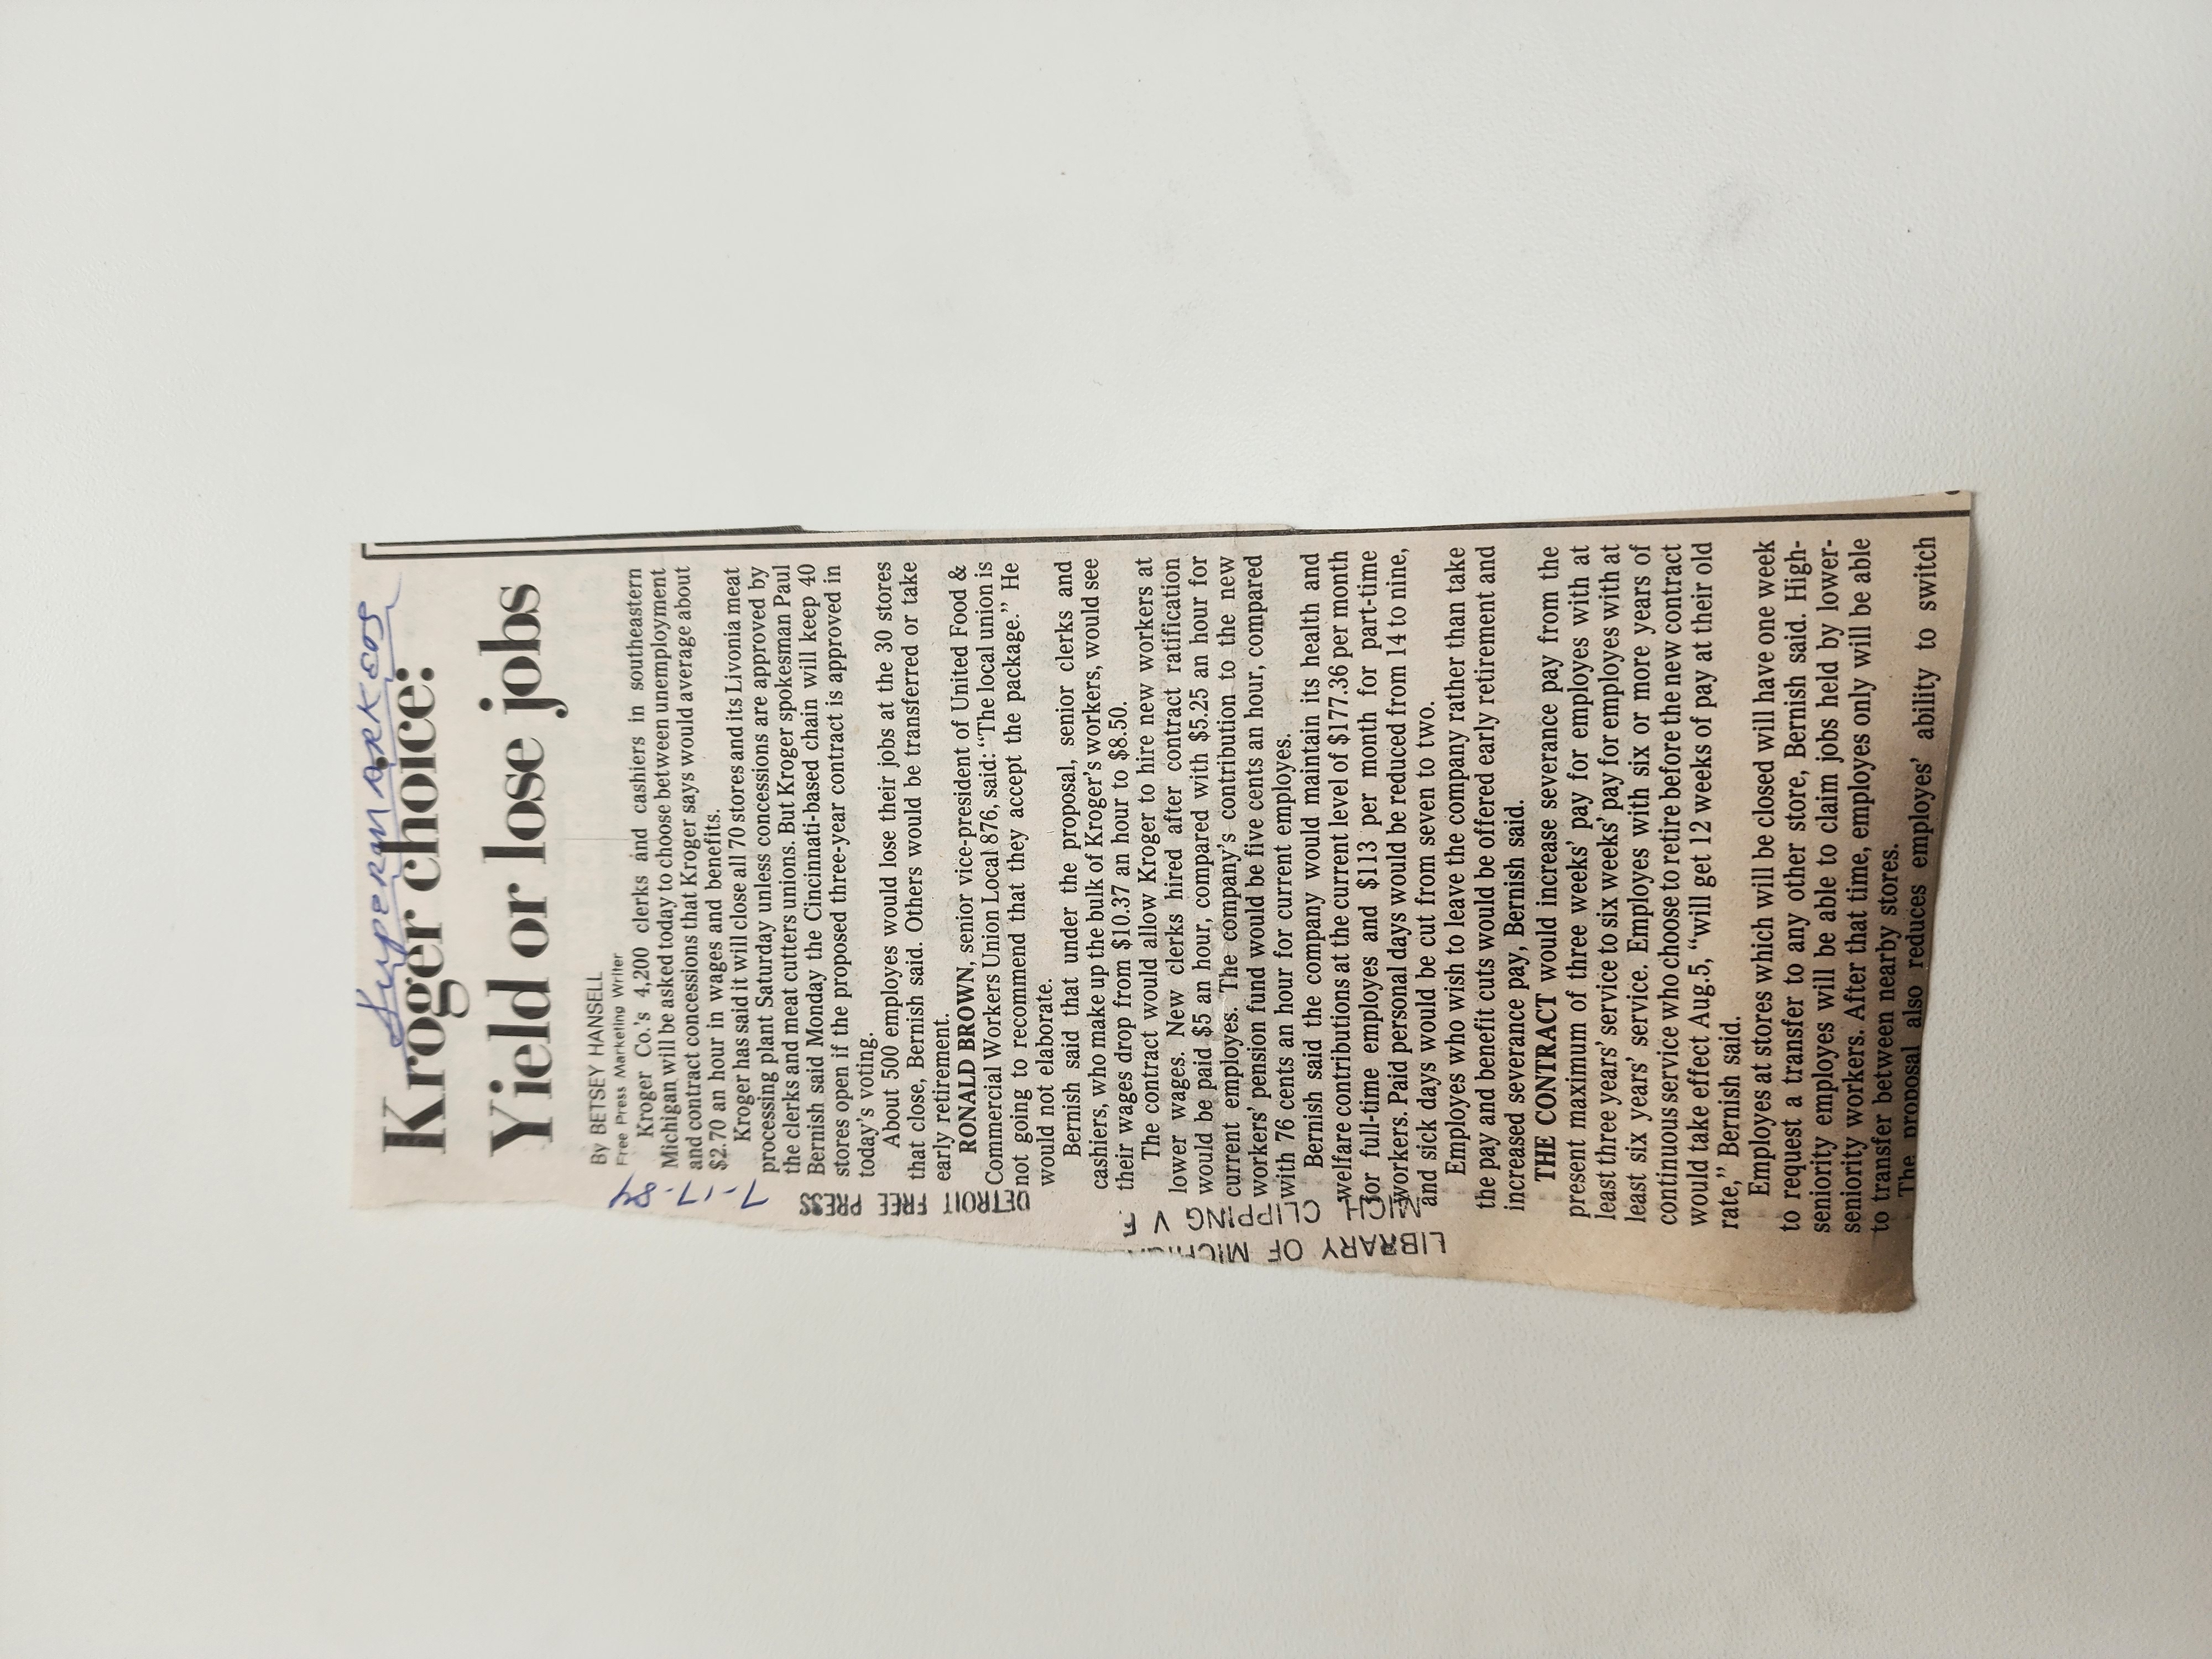 Supermarkets
Kroger choice:
Yield or lose jobs
By BETSEY HANSELL
Free Press Marketing Writer
Kroger Co.'s 4,200 clerks and cashiers in southeastern
Michigan will be asked today to choose between unemployment
and contract concessions that Kroger says would average about
$2.70 an hour in wages and benefits.
Kroger has said it will close all 70 stores and its Livonia meat
processing plant Saturday unless concessions are approved by
the clerks and meat cutters unions. But Kroger spokesman Paul
Bernish said Monday the Cincinnati-based chain will keep 40
stores open if the proposed three-year contract is approved in
today's voting.
About 500 employes would lose their jobs at the 30 stores
that close, Bernish said. Others would be transferred or take
early retirement.
RONALD BROWN, senior vice-president of United Food &
Commercial Workers Union Local 876, said: "The local union is
not going to recommend that they accept the package." He
would not elaborate.
Bernish said that under the proposal, senior clerks and
cashiers, who make up the bulk of Kroger's workers, would see
their wages drop from $10.37 an hour to $8.50.
The contract would allow Kroger to hire new workers at
lower wages. New clerks hired after contract ratification
would be paid $5 an hour, compared with $5.25 an hour for
current employes. The company's contribution to the new
workers' pension fund would be five cents an hour, compared
with 76 cents an hour for current employes.
Bernish said the company would maintain its health and
welfare contributions at the current level of $177.36 per month
for full-time employes and $113 per month for part-time
workers. Paid personal days would be reduced from 14 to nine,
and sick days would be cut from seven to two.
Employes who wish to leave the company rather than take
the pay and benefit cuts would be offered early retirement and
increased severance pay, Bernish said.
THE CONTRACT would increase severance pay from the
present maximum of three weeks' pay for employes with at
least three years' service to six weeks' pay for employes with at
least six years' service. Employes with six or more years of
continuous service who choose to retire before the new contract
would take effect Aug.5, "will get 12 weeks of pay at their old
rate," Bernish said.
Employes at stores which will be closed will have one week
to request a transfer to any other store, Bernish said. High-
seniority employes will be able to claim jobs held by lower-
seniority workers. After that time, employes only will be able
to transfer between nearby stores.
The proposal also reduces employes' ability to switch
7-17-84
DETROIT FREE PRESS
MICH CLIPPING V F
LIBRARY OF